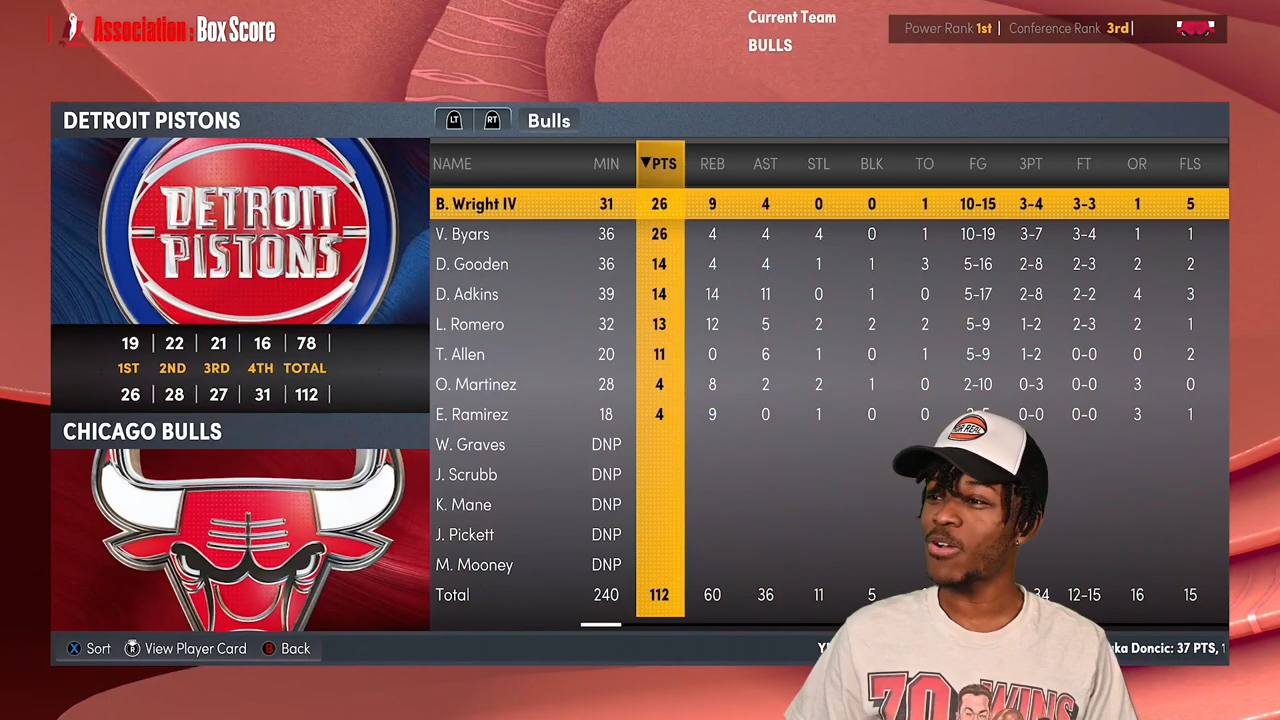 Association : Box Score
Current Team
BULLS
Power Rank 1st | Conference Rank 3rd |
DETROIT PISTONS
DETROIT
PISTONS
19 | 22 | 21 | 16 | 78 |
1ST 2ND 3RD 4TH TOTAL
26 | 28 | 27 | 31 | 112 |
CHICAGO BULLS
LT RT Bulls
NAME MIN ▼PTS REB AST STL BLK TO FG 3PT FT OR FLS
B. Wright IV 31 26 9 4 0 0 1 10-15 3-4 3-3 1 5
V. Byars 36 26 4 4 4 0 1 10-19 3-7 3-4 1 1
D. Gooden 36 14 4 4 1 1 3 5-16 2-8 2-3 2 2
D. Adkins 39 14 14 11 0 1 0 5-17 2-8 2-2 4 3
L. Romero 32 13 12 5 2 2 2 5-9 1-2 2-3 2 1
T. Allen 20 11 0 6 1 0 1 5-9 1-2 0-0 0 2
O. Martinez 28 4 8 2 2 1 0 2-10 0-3 0-0 3 0
E. Ramirez 18 4 9 0 1 0 0 0-0 0-0 3 1
W. Graves DNP
J. Scrubb DNP
K. Mane DNP
J. Pickett DNP
M. Mooney DNP
Total 240 112 60 36 11 5 12-15 16 15
X Sort R View Player Card B Back
Doncic: 37 PTS,
FOR REAL
70 WINS